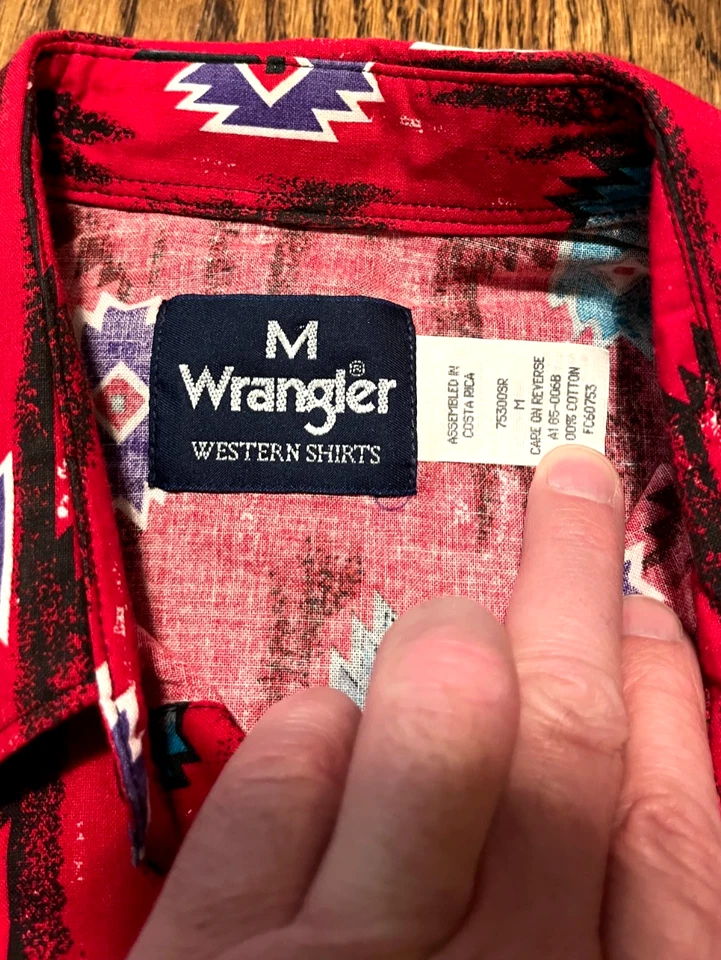 M
Wrangler®
WESTERN SHIRTS
ASSEMBLED IN
COSTA RICA
75300SR
M
CARE ON REVERSE
A165-0068
00% COTTON
FC60753